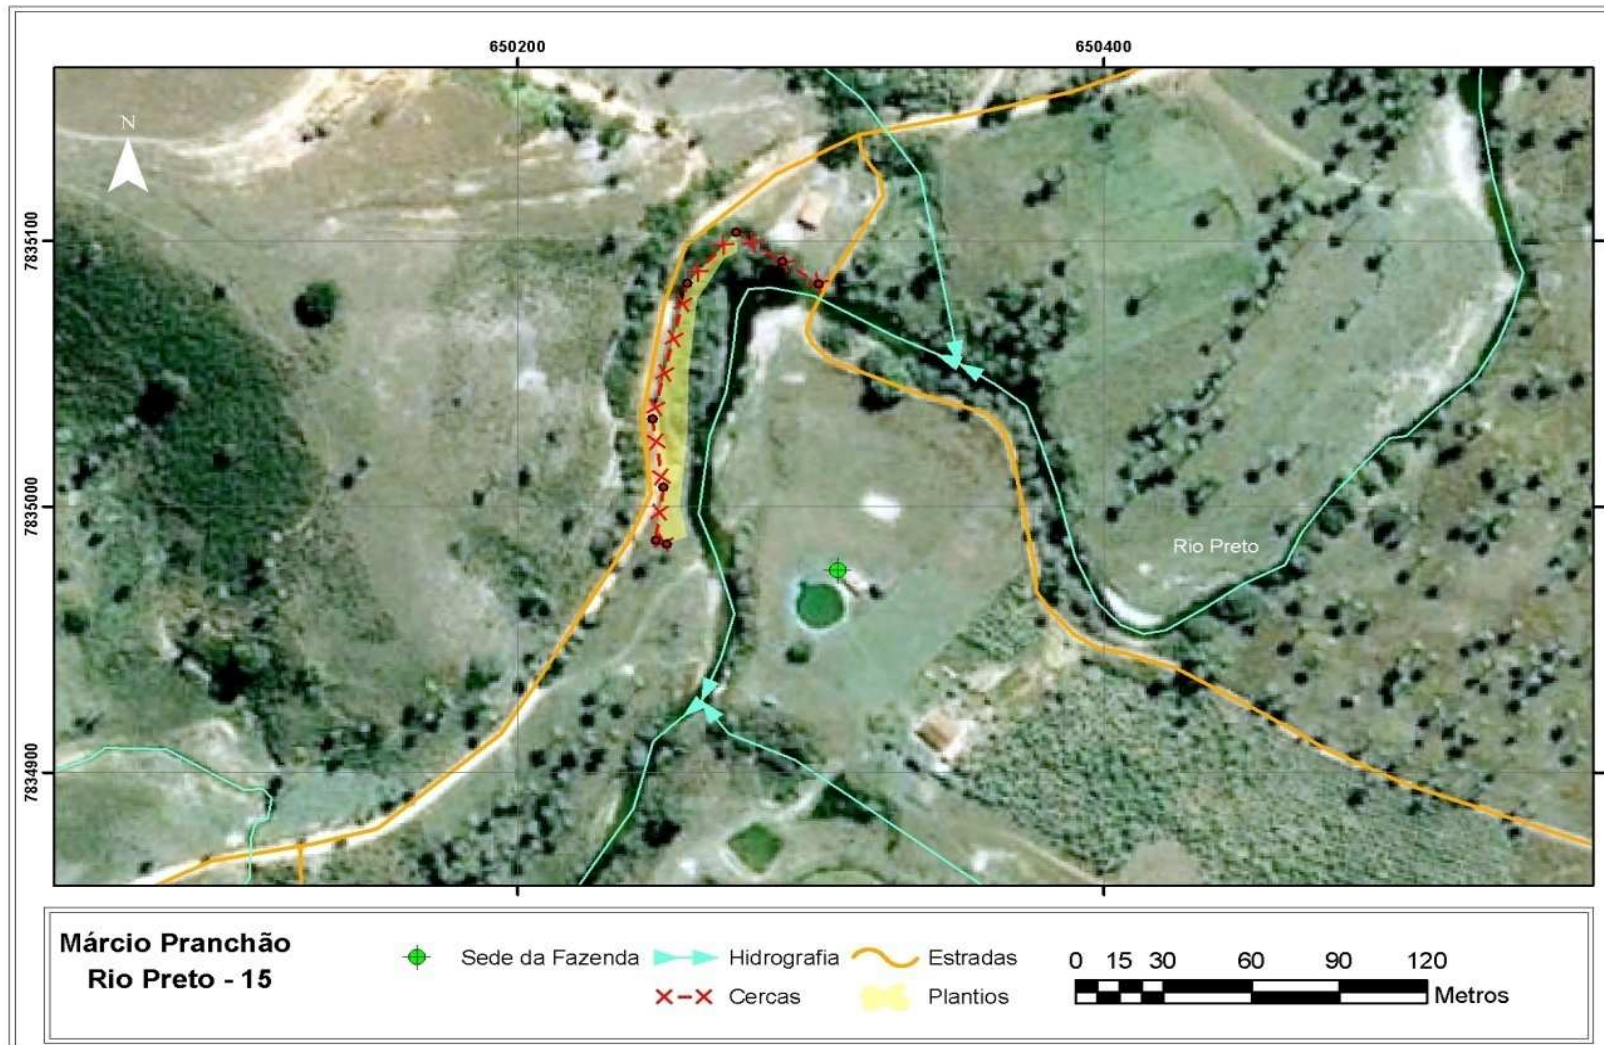 650200
650400
N
7835100
7835000
Rio Preto
7834900
Márcio Pranchão
Rio Preto - 15
Sede da Fazenda
Hidrografia
Estradas
Cercas
Plantios
0 15 30 60 90 120
Metros